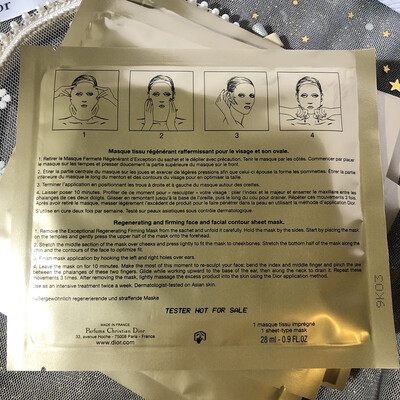 1
2
3
4
Masque tissu régénérant raffermissant pour le visage et son ovale.
1. Retirer le Masque Fermeté Régénérant d'Exception du sachet et le déplier avec précaution. Tenir le masque par les côtés. Commencer par placer
le masque sur les tempes et presser doucement la partie supérieure du masque sur le front.
2. Étirer la partie centrale du masque sur les joues et exercer de légères pressions afin que celui-ci épouse la forme des pommettes. Étirer la partie
inférieure du masque le long du menton et des contours du visage pour en optimiser la taille.
3. Terminer l'application en positionnant les trous à droite et à gauche du masque autour des oreilles.
4. Laisser poser 10 minutes. Profiter de ce moment pour « resculpter » votre visage : plier l'index et le majeur et enserrer le maxillaire entre les
phalanges de ces deux doigts. Glisser en remontant jusqu'à la base de l'oreille, puis le long du cou pour drainer. Répéter ces mouvements 3 fois.
Après avoir retiré le masque, masser légèrement l'excédent de produit pour le faire pénétrer dans la peau en utilisant la méthode d'application Dior.
S'utilise en cure deux fois par semaine. Testé sur peaux asiatiques sous contrôle dermatologique.
Regenerating and firming face and facial contour sheet mask.
1. Remove the Exceptional Regenerating Firming Mask from the sachet and unfold it carefully. Hold the mask by the sides. Start by placing the mask
on the temples and gently press the upper half of the mask onto the forehead.
2. Stretch the middle section of the mask over cheeks and press lightly to fit the mask to cheekbones. Stretch the bottom half of the mask along the
chin and the contours of the face to optimize fit.
3. Finish mask application by hooking the left and right holes over ears.
4. Leave the mask on for 10 minutes. Make the most of this moment to re-sculpt your face: bend the index and middle finger and pinch the jaw
between the phalanges of these two fingers. Glide while working upward to the base of the ear, then along the neck to drain it. Repeat these
movements 3 times. After removing the mask, lightly massage the excess product into the skin using the Dior application method.
Use as an intensive treatment twice a week. Dermatologist tested on Asian skin.
Außergewöhnlich regenerierende und straffende Maske
TESTER NOT FOR SALE
MADE IN FRANCE
Parfums Christian Dior
33, avenue Hoche - 75008 Paris - France
www.dior.com
1 masque tissu imprégné
1 sheet-type mask
28 ml - 0.9 FL.OZ
9K03